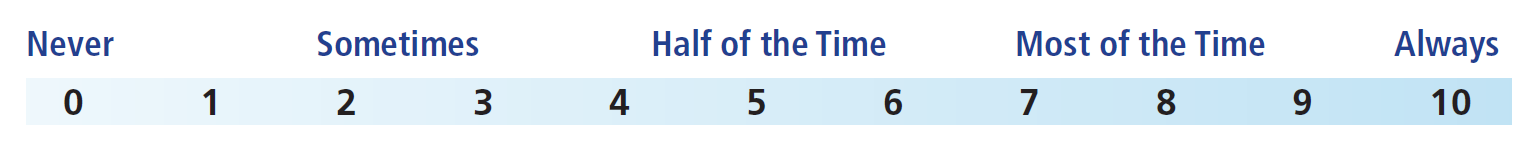 Never Sometimes Half of the Time Most of the Time Always
0 1 2 3 4 5 6 7 8 9 10